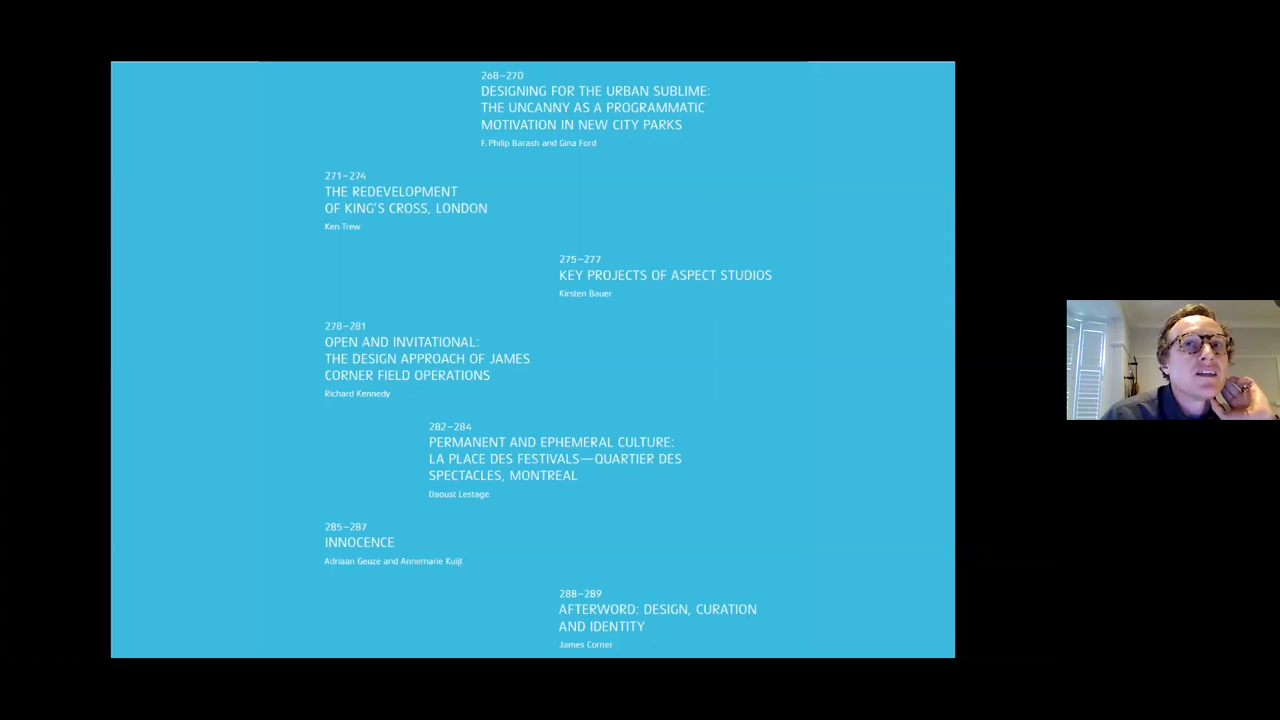 268–270
DESIGNING FOR THE URBAN SUBLIME:
THE UNCANNY AS A PROGRAMMATIC
MOTIVATION IN NEW CITY PARKS
F. Philip Barash and Gina Ford
271–274
THE REDEVELOPMENT
OF KING'S CROSS, LONDON
Ken Trew
275–277
KEY PROJECTS OF ASPECT STUDIOS
Kirsten Bauer
278–281
OPEN AND INVITATIONAL:
THE DESIGN APPROACH OF JAMES
CORNER FIELD OPERATIONS
Richard Kennedy
282–284
PERMANENT AND EPHEMERAL CULTURE:
LA PLACE DES FESTIVALS—QUARTIER DES
SPECTACLES, MONTREAL
Daoust Lestage
285–287
INNOCENCE
Adriaan Geuze and Annemarie Kuijt
288–289
AFTERWORD: DESIGN, CURATION
AND IDENTITY
James Corner